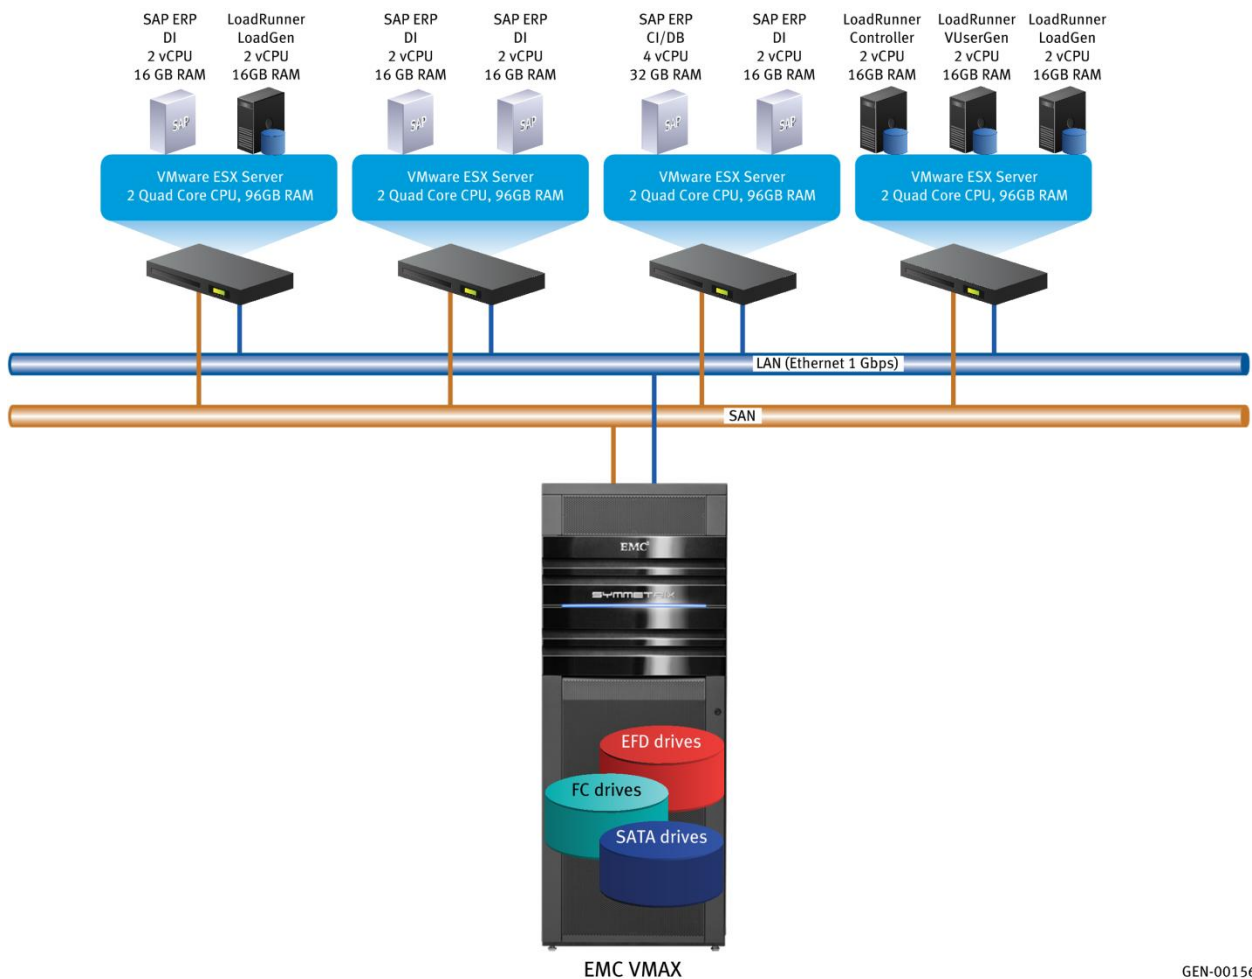 SAP ERP
DI
2 vCPU
16 GB RAM
LoadRunner
LoadGen
2 vCPU
16GB RAM
SAP ERP
DI
2 vCPU
16 GB RAM
SAP ERP
DI
2 vCPU
16 GB RAM
SAP ERP
CI/DB
4 vCPU
32 GB RAM
SAP ERP
DI
2 vCPU
16 GB RAM
LoadRunner
Controller
2 vCPU
16GB RAM
LoadRunner
VUserGen
2 vCPU
16GB RAM
LoadRunner
LoadGen
2 vCPU
16GB RAM
SAP
SAP
SAP
SAP
SAP
VMware ESX Server
2 Quad Core CPU, 96GB RAM
VMware ESX Server
2 Quad Core CPU, 96GB RAM
VMware ESX Server
2 Quad Core CPU, 96GB RAM
VMware ESX Server
2 Quad Core CPU, 96GB RAM
LAN (Ethernet 1 Gbps)
SAN
EMC²
SYMMETRIX
EFD drives
FC drives
SATA drives
EMC VMAX